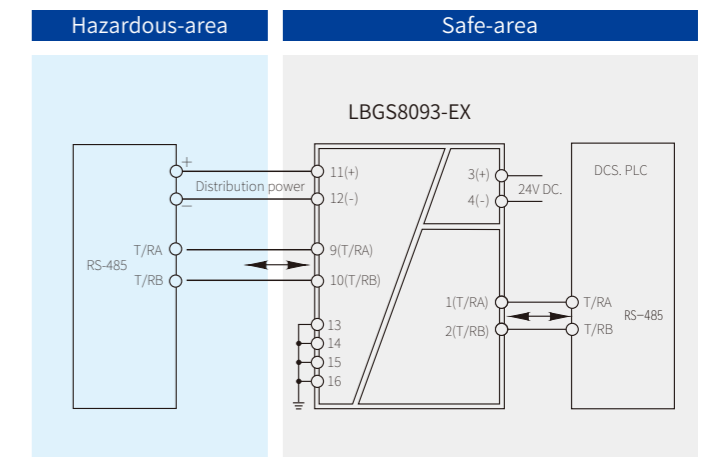 Hazardous-area
Safe-area
LBGS8093-EX
+
Distribution power
−
T/RA
RS-485
T/RB
11(+)
12(-)
9(T/RA)
10(T/RB)
13
14
15
16
3(+)
4(-)
24V DC.
1(T/RA)
2(T/RB)
DCS. PLC
T/RA
RS-485
T/RB